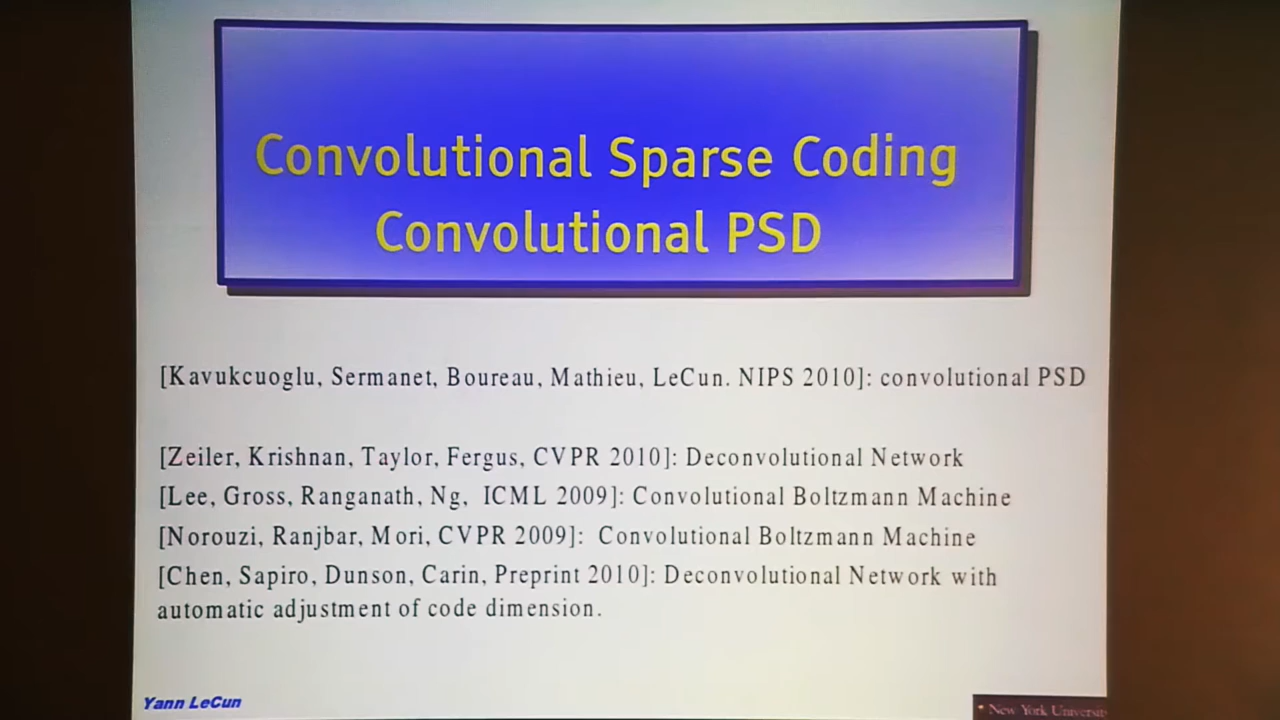 Convolutional Sparse Coding
Convolutional PSD
[Kavukcuoglu, Sermanet, Boureau, Mathieu, LeCun. NIPS 2010]: convolutional PSD
[Zeiler, Krishnan, Taylor, Fergus, CVPR 2010]: Deconvolutional Network
[Lee, Gross, Ranganath, Ng, ICML 2009]: Convolutional Boltzmann Machine
[Norouzi, Ranjbar, Mori, CVPR 2009]: Convolutional Boltzmann Machine
[Chen, Sapiro, Dunson, Carin, Preprint 2010]: Deconvolutional Network with
automatic adjustment of code dimension.
Yann LeCun
New York